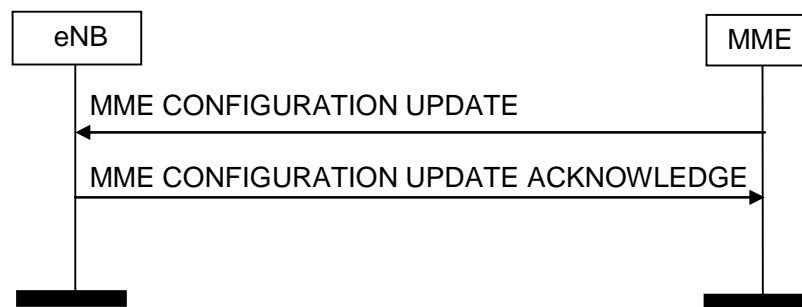 eNB
MME
MME CONFIGURATION UPDATE
MME CONFIGURATION UPDATE ACKNOWLEDGE